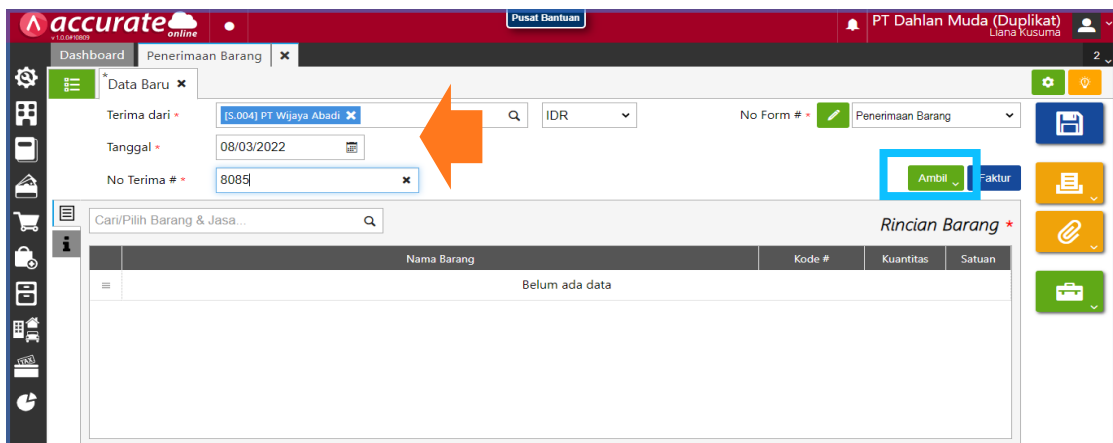 accurate online
v 1.0.0#10809
Pusat Bantuan
PT Dahlan Muda (Duplikat)
Liana Kusuma
Dashboard
Penerimaan Barang
2
*Data Baru
Terima dari *
[S.004] PT Wijaya Abadi
IDR
No Form # *
Penerimaan Barang
Tanggal *
08/03/2022
No Terima # *
8085
Ambil
Faktur
Cari/Pilih Barang & Jasa...
Rincian Barang *
Nama Barang
Kode #
Kuantitas
Satuan
Belum ada data
TAX